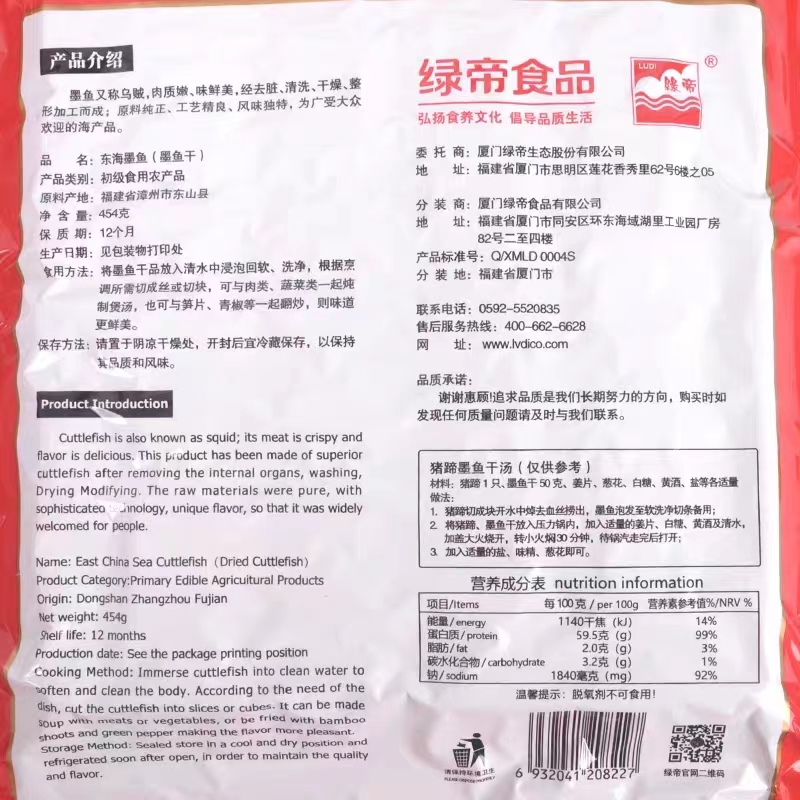 产品介绍
墨鱼又称乌贼,肉质嫩、味鲜美,经去脏、清洗、干燥、整
形加工而成；原料纯正、工艺精良、风味独特，为广受大众
欢迎的海产品。
品 名：东海墨鱼（墨鱼干）
产品类别：初级食用农产品
原料产地：福建省漳州市东山县
净 含 量：454克
保 质 期：12个月
生产日期：见包装物打印处
食用方法：将墨鱼干品放入清水中浸泡回软、洗净，根据烹
调所需切成丝或切块，可与肉类、蔬菜类一起炖
制煲汤，也可与笋片、青椒等一起翻炒，则味道
更鲜美。
保存方法：请置于阴凉干燥处，开封后宜冷藏保存，以保持
其品质和风味。
Product Introduction
Cuttlefish is also known as squid; its meat is crispy and
flavor is delicious. This product has been made of superior
cuttlefish after removing the internal organs, washing,
Drying Modifying. The raw materials were pure, with
sophisticated technology, unique flavor, so that it was widely
welcomed for people.
Name: East China Sea Cuttlefish（Dried Cuttlefish）
Product Category:Primary Edible Agricultural Products
Origin: Dongshan Zhangzhou Fujian
Net weight: 454g
Shelf life: 12 months
Production date: See the package printing position
Cooking Method: Immerse cuttlefish into clean water to
soften and clean the body. According to the need of the
dish, cut the cuttlefish into slices or cubes. It can be made
soup with meats or vegetables, or be fried with bamboo
shoots and green pepper making the flavor more pleasant.
Storage Method: Sealed store in a cool and dry position and
refrigerated soon after open, in order to maintain the quality
and flavor.
绿帝食品
弘扬食养文化 倡导品质生活
LUDI
緣帝
®
委 托 商：厦门绿帝生态股份有限公司
地 址：福建省厦门市思明区莲花香秀里62号6楼之05
分 装 商：厦门绿帝食品有限公司
地 址：福建省厦门市同安区环东海域湖里工业园厂房
82号二至四楼
产品标准号：Q/XMLD 0004S
分 装 地：福建省厦门市
联系电话：0592-5520835
售后服务热线：400-662-6628
网 址：www.lvdico.com
品质承诺：
谢谢惠顾!追求品质是我们长期努力的方向，购买时如
发现任何质量问题请及时与我们联系。
猪蹄墨鱼干汤（仅供参考）
材料：猪蹄1只、墨鱼干50克、姜片、葱花、白糖、黄酒、盐等各适量
做法：
1. 猪蹄切成块开水中焯去血丝捞出，墨鱼泡发至软洗净切条备用；
2. 将猪蹄、墨鱼干放入压力锅内，加入适量的姜片、白糖、黄酒及清水，
加盖大火烧开，转小火焖30分钟，待锅汽走完后打开；
3. 加入适量的盐、味精、葱花即可。
营养成分表 nutrition information
项目/Items 每100克 / per 100g 营养素参考值%/NRV %
能量/energy 1140千焦（kJ） 14%
蛋白质/protein 59.5克（g） 99%
脂肪/fat 2.0克（g） 3%
碳水化合物/carbohydrate 3.2克（g） 1%
钠/sodium 1840毫克（mg） 92%
温馨提示：脱氧剂不可食用!
请保持环境卫生
6 932041 208227
绿帝官网二维码